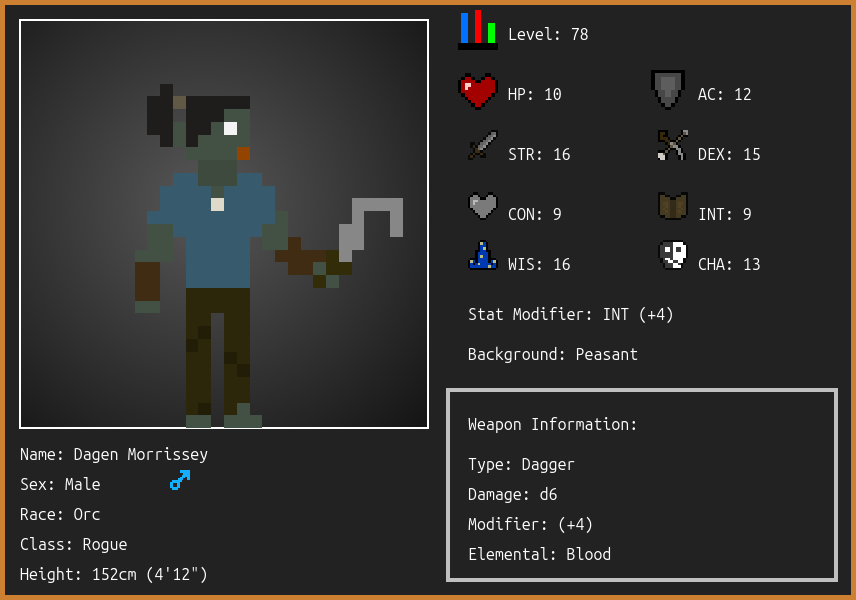 Level: 78
HP: 10
AC: 12
STR: 16
DEX: 15
CON: 9
INT: 9
WIS: 16
CHA: 13
Stat Modifier: INT (+4)
Background: Peasant
Weapon Information:
Type: Dagger
Damage: d6
Modifier: (+4)
Elemental: Blood
Name: Dagen Morrissey
Sex: Male
Race: Orc
Class: Rogue
Height: 152cm (4'12")